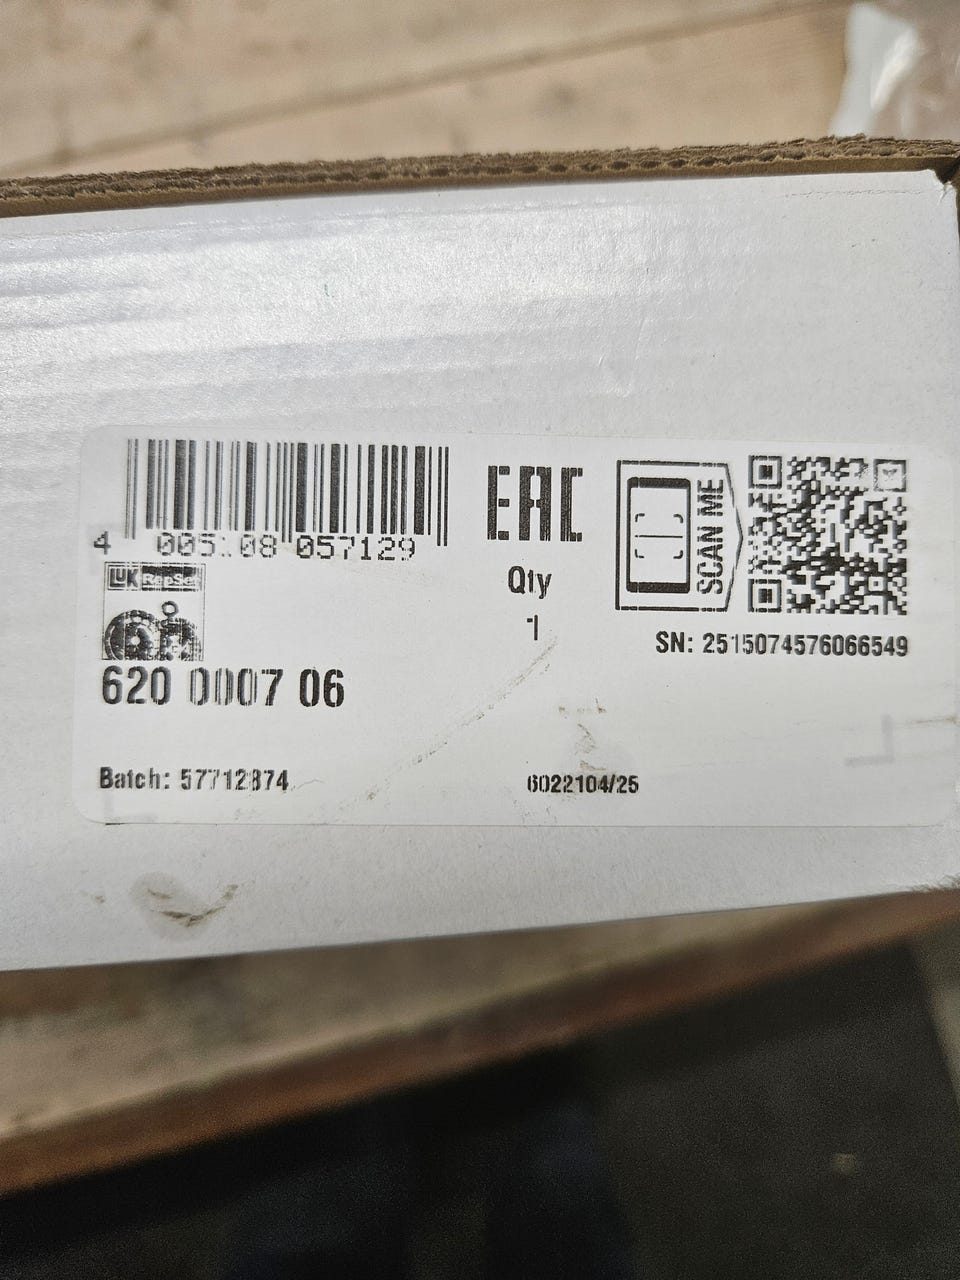 4 005108 057129
LUK RepSet
620 0007 06
Batch: 57712874
EAC
Qty
1
6022104/25
SCAN ME
SN: 2515074576066549